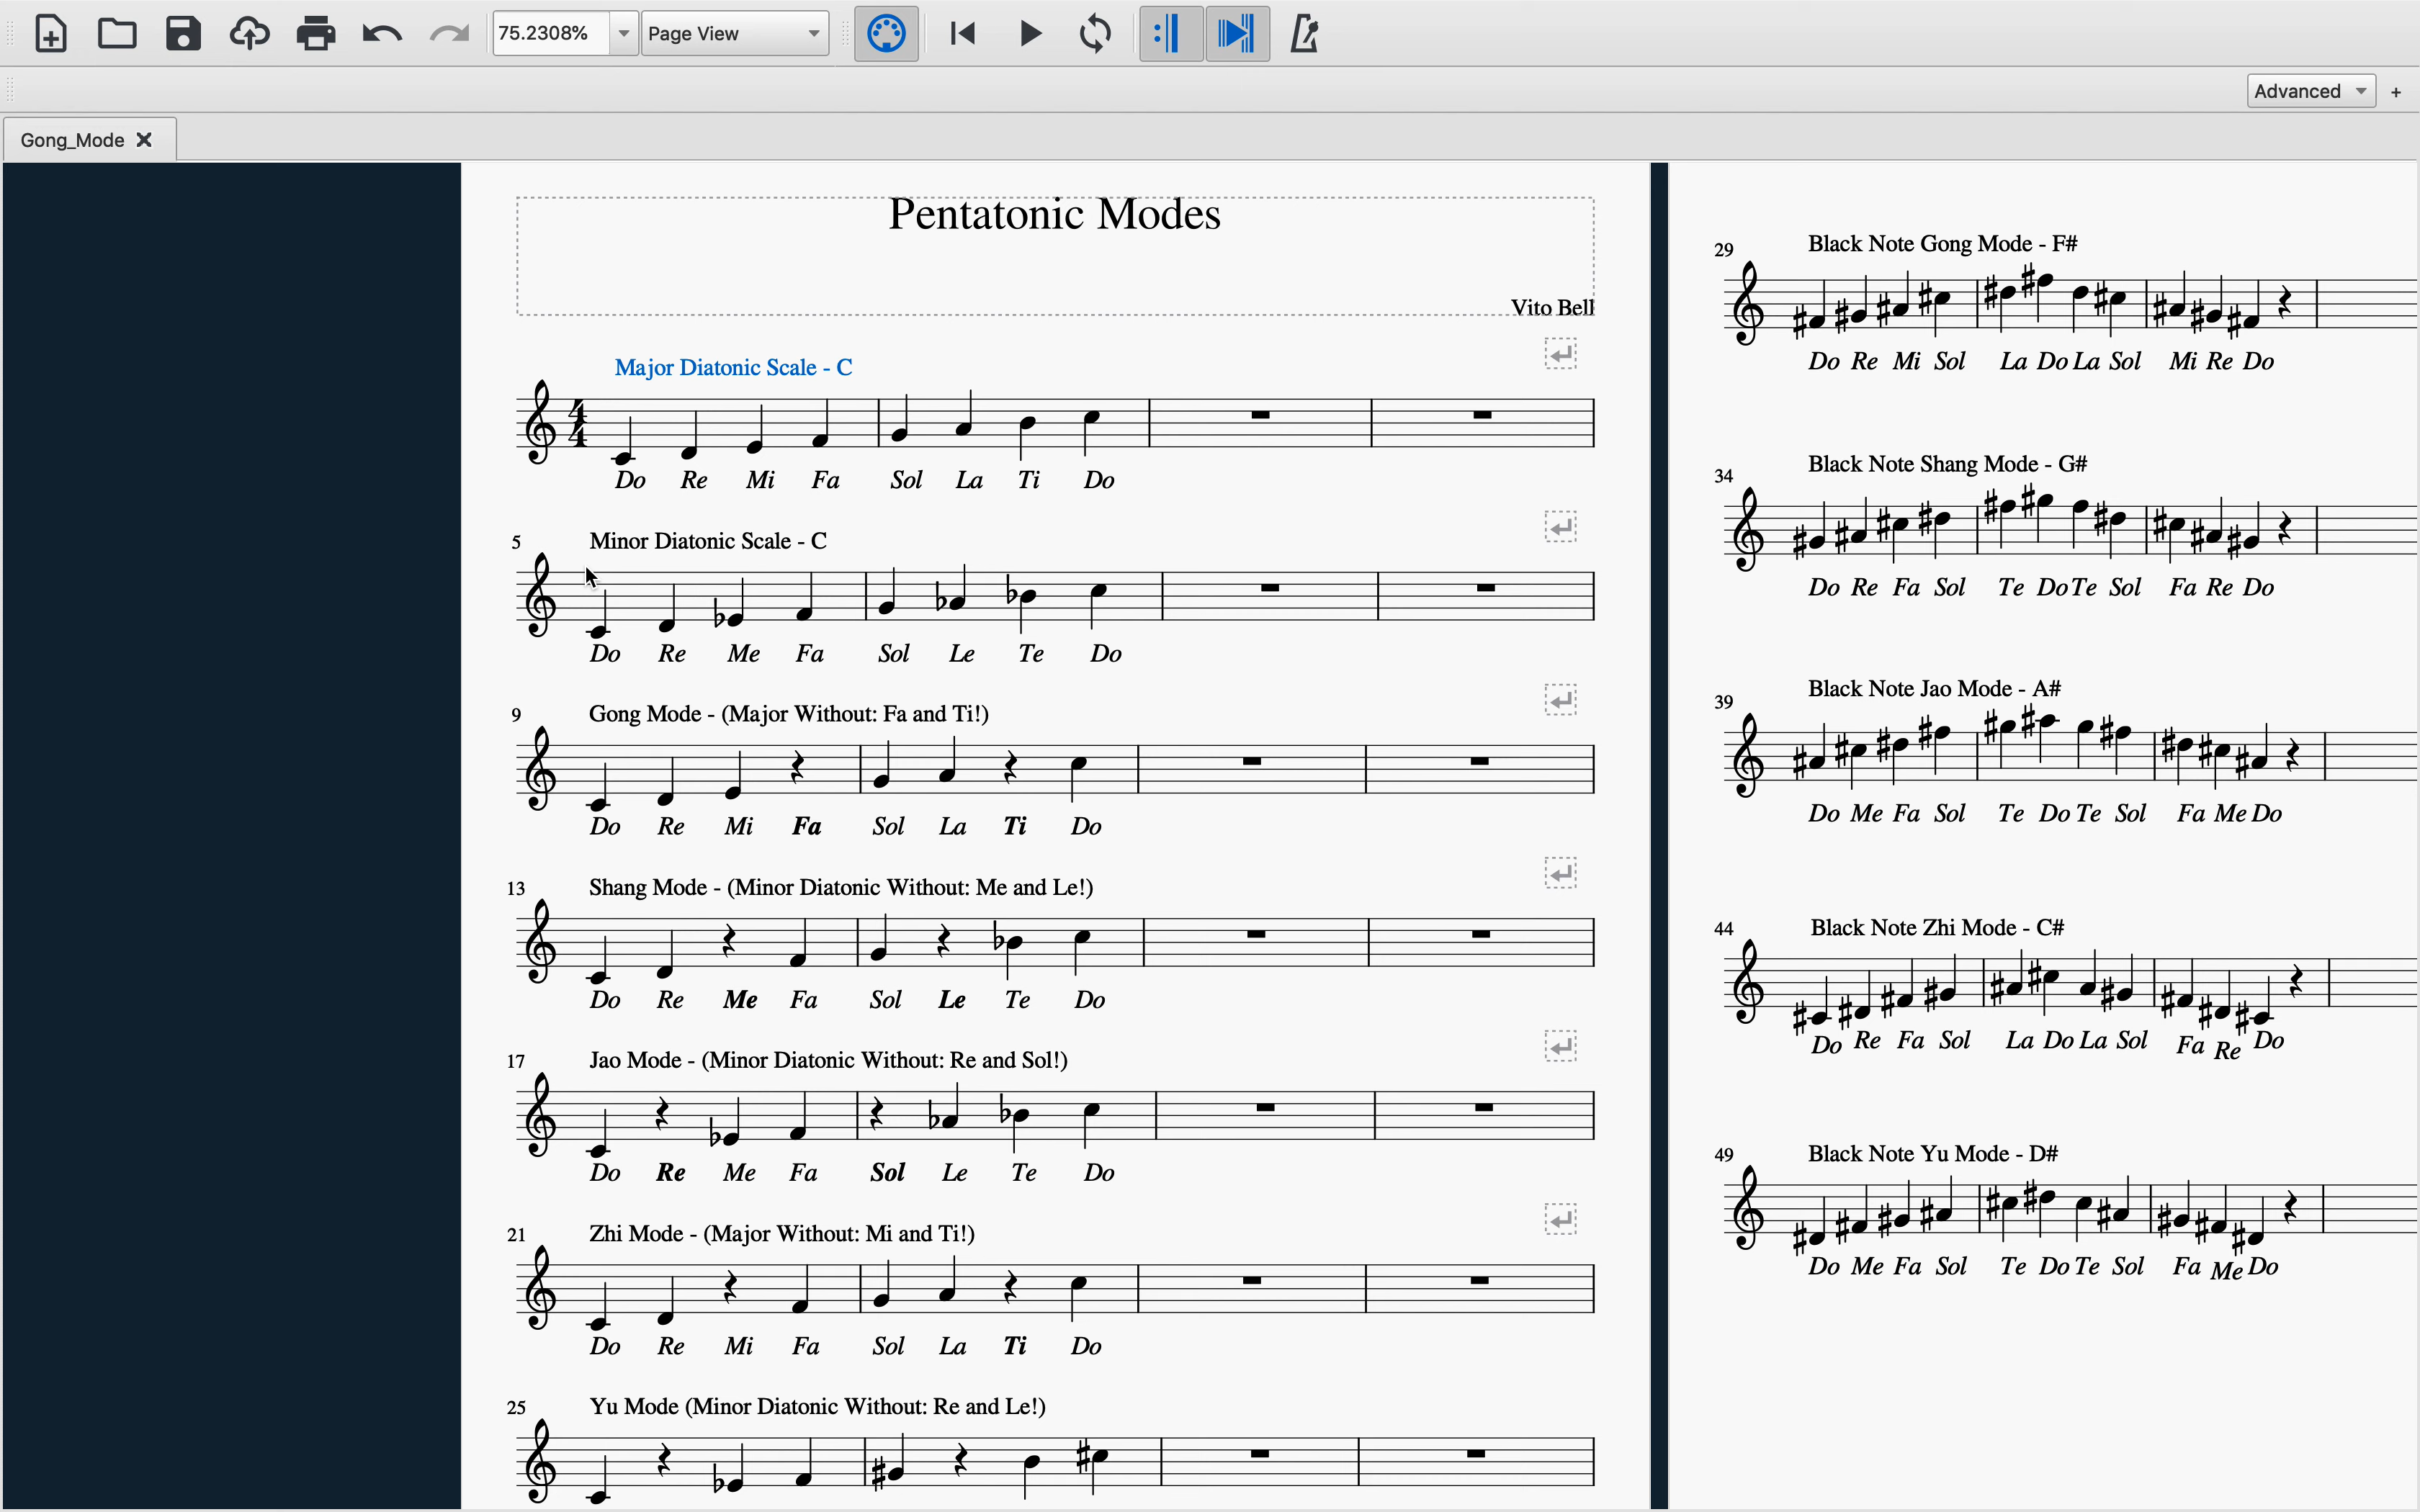 75.2308%
Page View
Advanced
+
Gong_Mode
Pentatonic Modes
Vito Bell
Major Diatonic Scale - C
4
4
Do Re Mi Fa Sol La Ti Do
5
Minor Diatonic Scale - C
Do Re Me Fa Sol Le Te Do
9
Gong Mode - (Major Without: Fa and Ti!)
Do Re Mi Fa Sol La Ti Do
13
Shang Mode - (Minor Diatonic Without: Me and Le!)
Do Re Me Fa Sol Le Te Do
17
Jao Mode - (Minor Diatonic Without: Re and Sol!)
Do Re Me Fa Sol Le Te Do
21
Zhi Mode - (Major Without: Mi and Ti!)
Do Re Mi Fa Sol La Ti Do
25
Yu Mode (Minor Diatonic Without: Re and Le!)
29
Black Note Gong Mode - F#
Do Re Mi Sol La Do La Sol Mi Re Do
34
Black Note Shang Mode - G#
Do Re Fa Sol Te Do Te Sol Fa Re Do
39
Black Note Jao Mode - A#
Do Me Fa Sol Te Do Te Sol Fa Me Do
44
Black Note Zhi Mode - C#
Do Re Fa Sol La Do La Sol Fa Re Do
49
Black Note Yu Mode - D#
Do Me Fa Sol Te Do Te Sol Fa Me Do